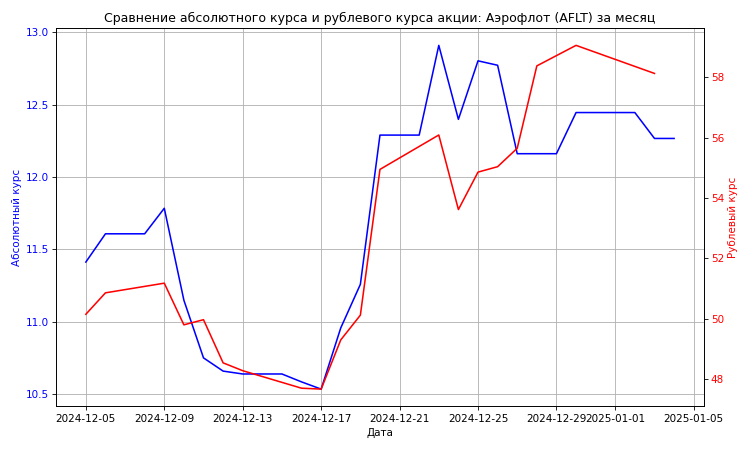 Сравнение абсолютного курса и рублевого курса акции: Аэрофлот (AFLT) за месяц
13.0
12.5
12.0
11.5
11.0
10.5
Абсолютный курс
58
56
54
52
50
48
Рублевый курс
2024-12-05 2024-12-09 2024-12-13 2024-12-17 2024-12-21 2024-12-25 2024-12-29 2025-01-01 2025-01-05
Дата